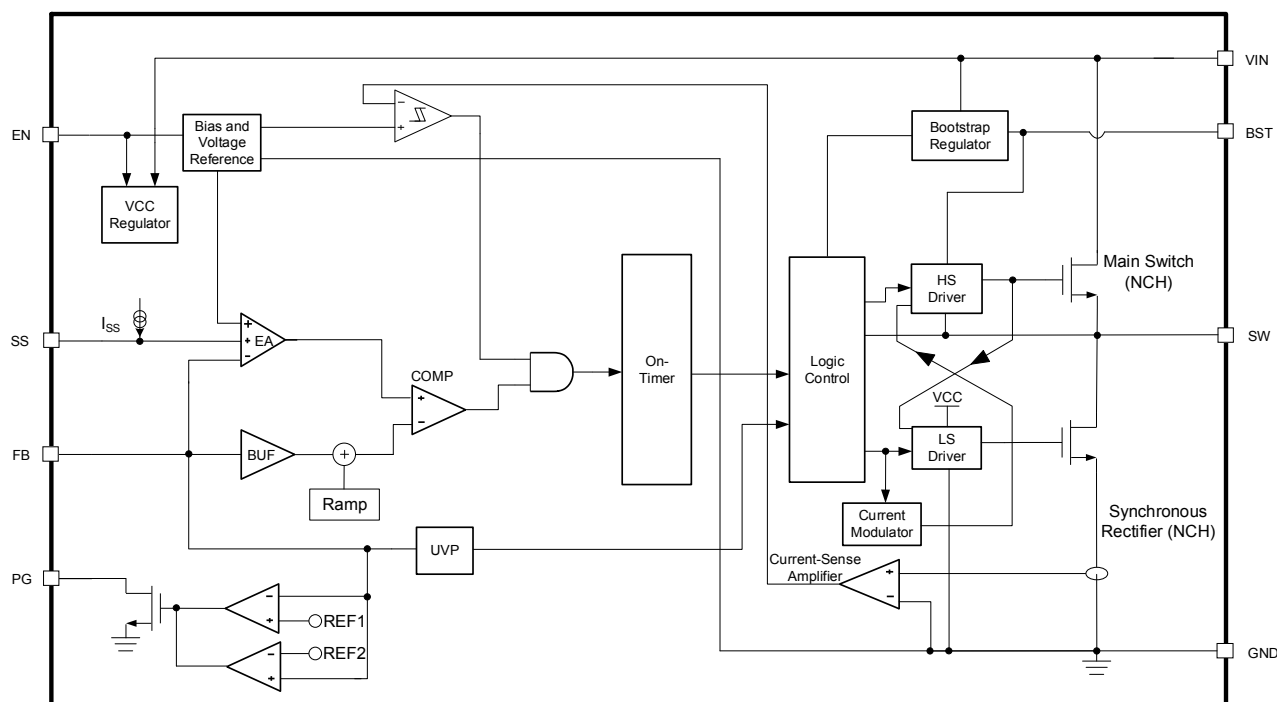 VIN
EN
Bias and
Voltage
Reference
Bootstrap
Regulator
BST
VCC
Regulator
HS
Driver
Main Switch
(NCH)
ISS
SS
EA
SW
COMP
On-
Timer
Logic
Control
VCC
LS
Driver
FB
BUF
Ramp
Current
Modulator
Synchronous
Rectifier (NCH)
UVP
Current-Sense
Amplifier
PG
REF1
REF2
GND